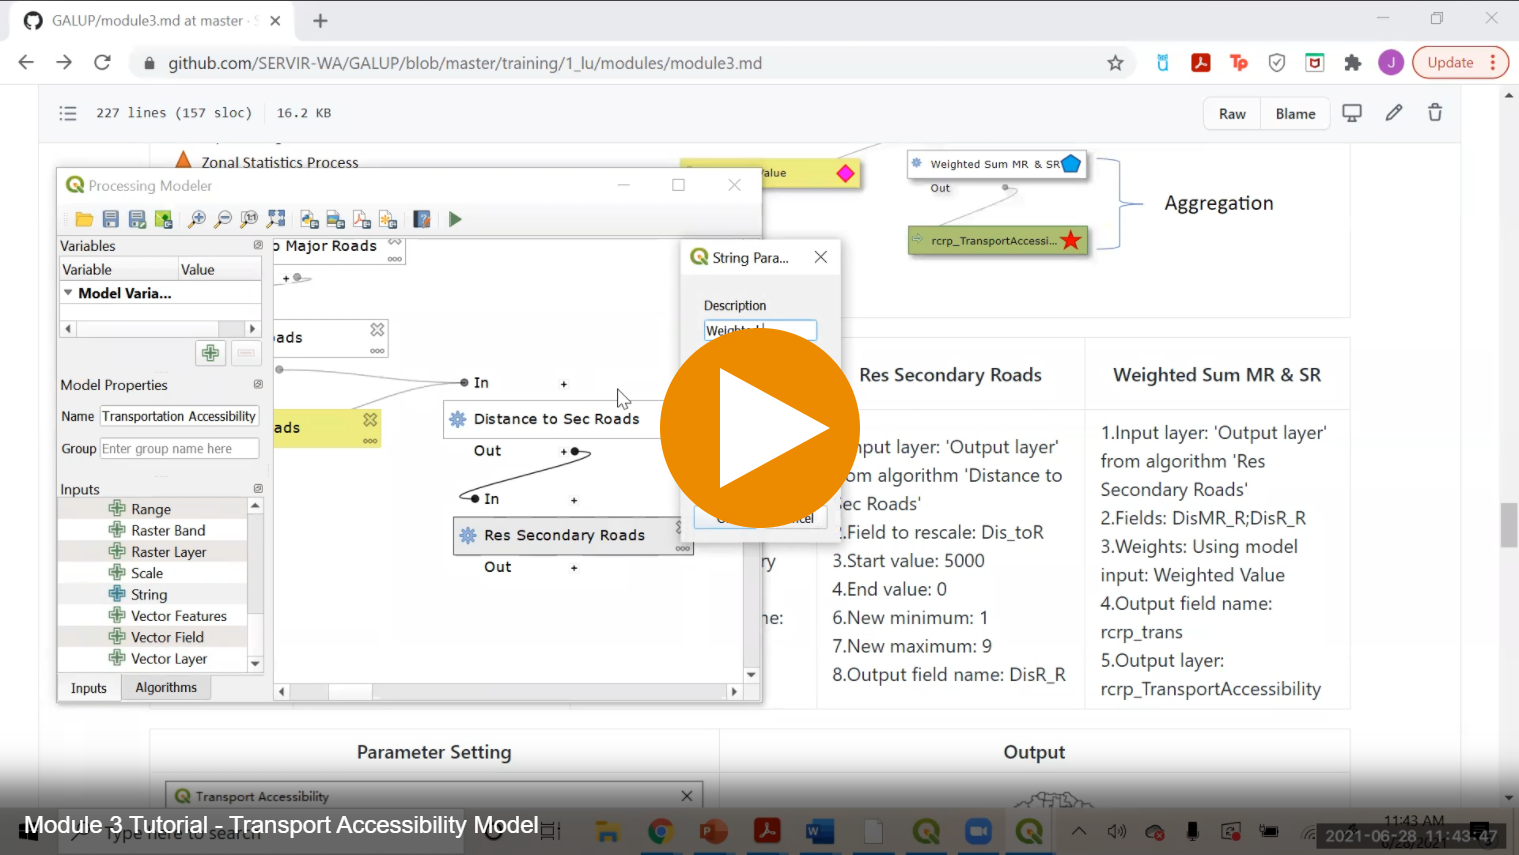 GALUP/module3.md at master · S
github.com/SERVIR-WA/GALUP/blob/master/training/1_lu/modules/module3.md
J
Update
227 lines (157 sloc)
16.2 KB
Raw
Blame
Zonal Statistics Process
Value
Weighted Sum MR & SR
Out
rcrp_TransportAccessi...
Aggregation
Processing Modeler
Variables
Variable
Value
Model Varia...
Model Properties
Name
Transportation Accessibility
Group
Enter group name here
Inputs
Range
Raster Band
Raster Layer
Scale
String
Vector Features
Vector Field
Vector Layer
Inputs
Algorithms
o Major Roads
ads
ads
In
Distance to Sec Roads
Out
In
Res Secondary Roads
Out
String Para...
Description
Weighted
Res Secondary Roads
Weighted Sum MR & SR
nput layer: 'Output layer'
om algorithm 'Distance to
Sec Roads'
.Field to rescale: Dis_toR
3.Start value: 5000
4.End value: 0
6.New minimum: 1
7.New maximum: 9
8.Output field name: DisR_R
1.Input layer: 'Output layer'
from algorithm 'Res
Secondary Roads'
2.Fields: DisMR_R;DisR_R
3.Weights: Using model
input: Weighted Value
4.Output field name:
rcrp_trans
5.Output layer:
rcrp_TransportAccessibility
ry
ne:
Parameter Setting
Output
Transport Accessibility
Type here to search
Module 3 Tutorial - Transport Accessibility Model
11:43 AM
6/28/2021
2021-06-28 11:43:47